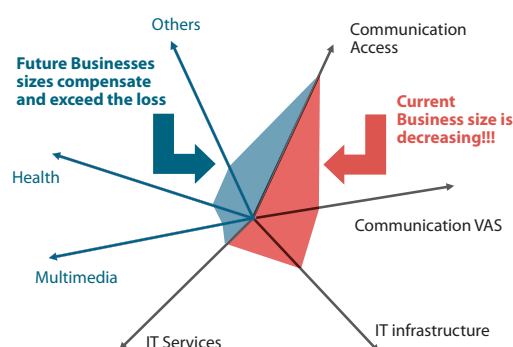 Others
Communication
Access
Future Businesses
sizes compensate
and exceed the loss
Current
Business size is
decreasing!!!
Health
Communication VAS
Multimedia
IT infrastructure
IT Services